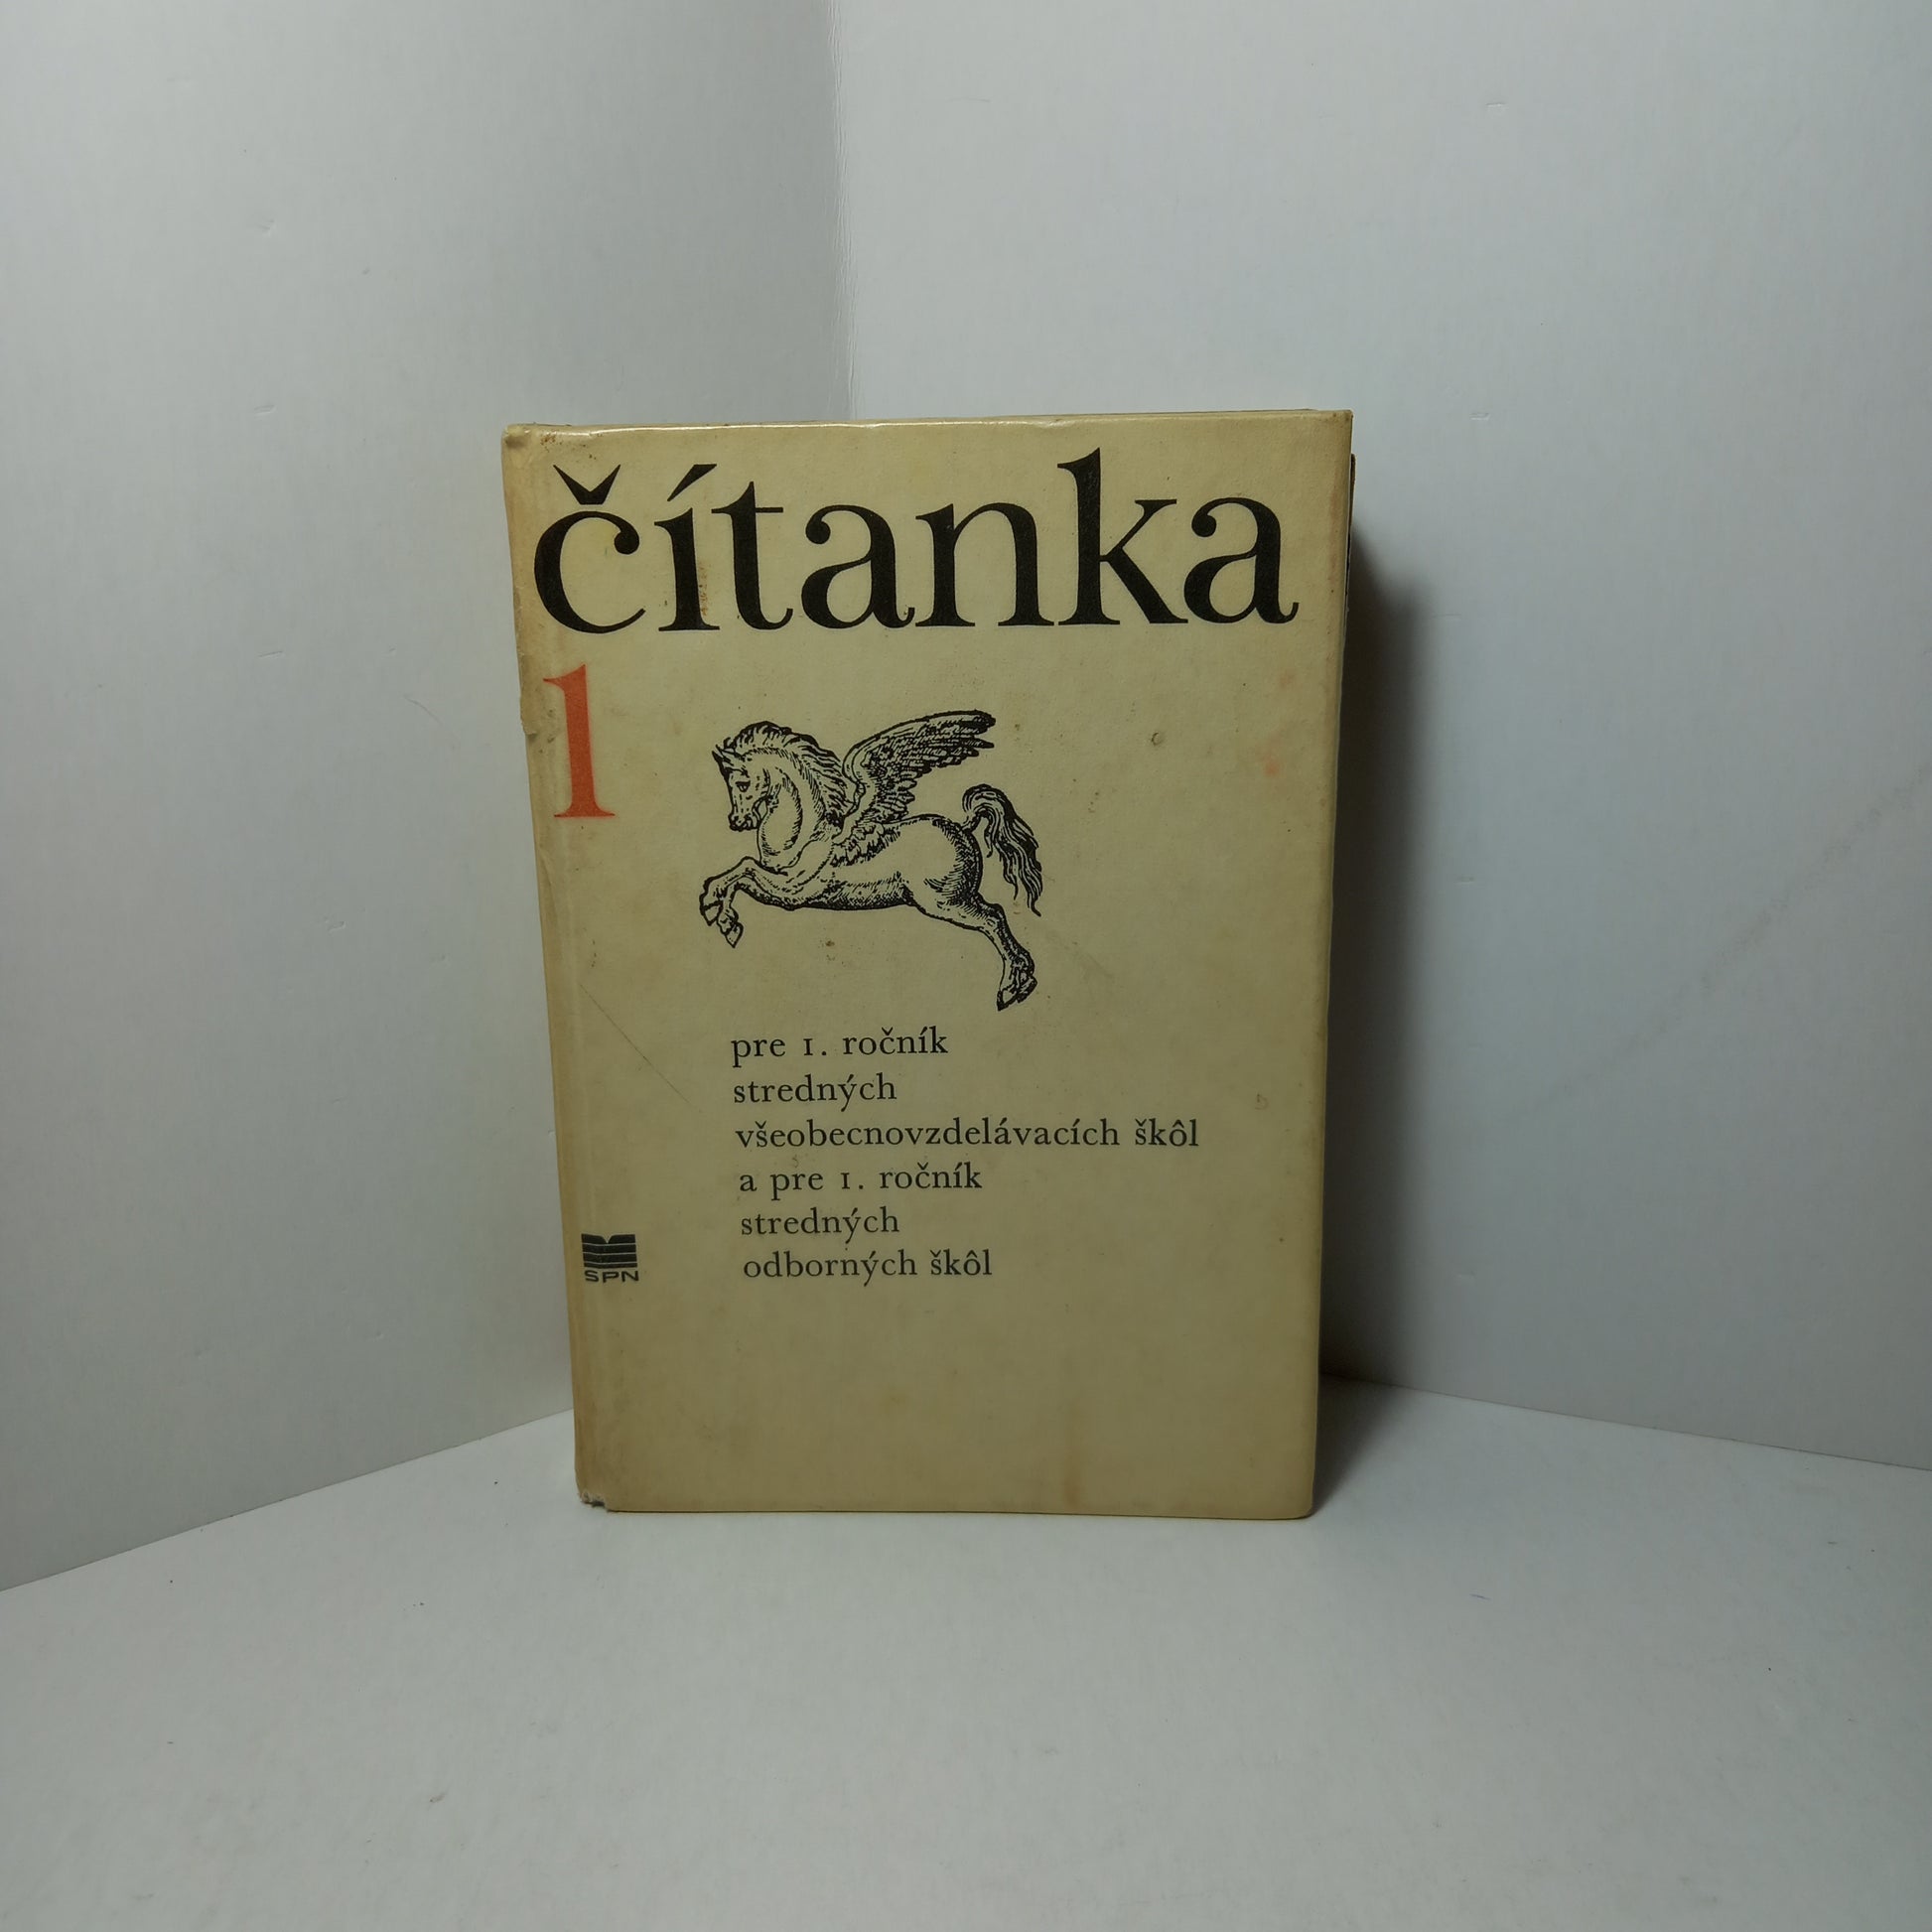 čítanka
1
pre 1. ročník
stredných
všeobecnovzdelávacích škôl
a pre 1. ročník
stredných
odborných škôl
SPN